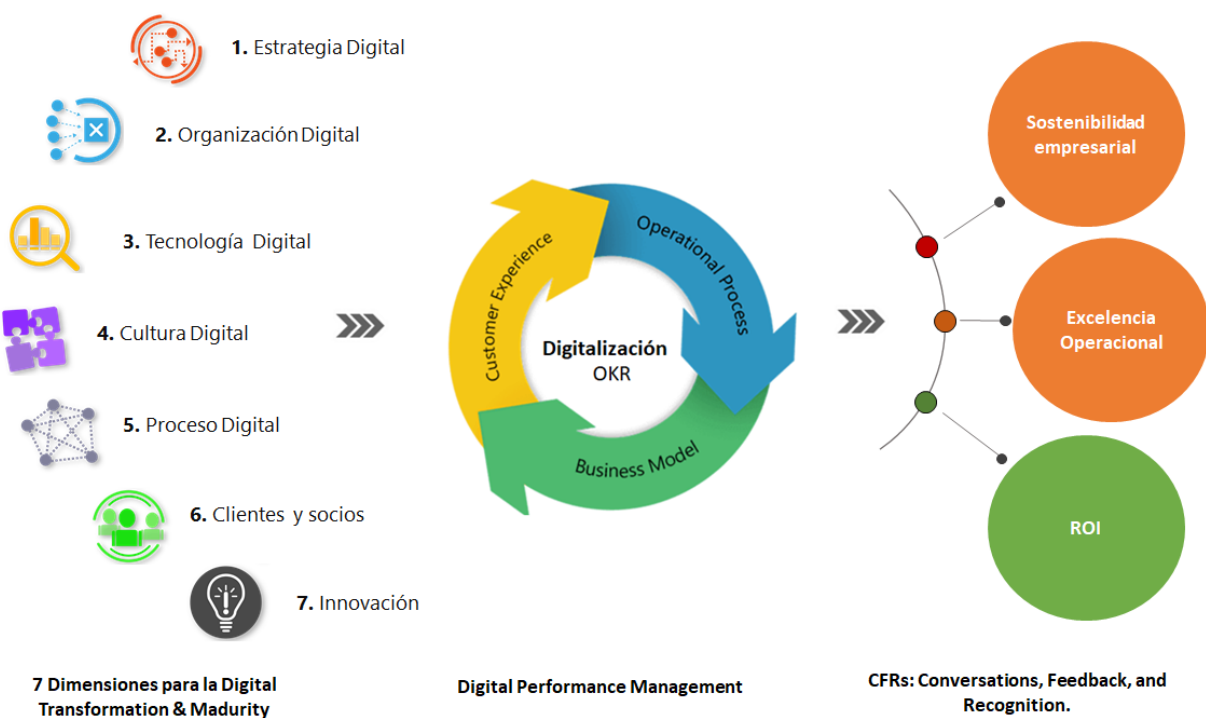 1. Estrategia Digital
2. Organización Digital
3. Tecnología Digital
4. Cultura Digital
5. Proceso Digital
6. Clientes y socios
7. Innovación
7 Dimensiones para la Digital
Transformation & Madurity
Customer Experience
Operational Process
Business Model
Digitalización
OKR
Digital Performance Management
Sostenibilidad
empresarial
Excelencia
Operacional
ROI
CFRs: Conversations, Feedback, and
Recognition.